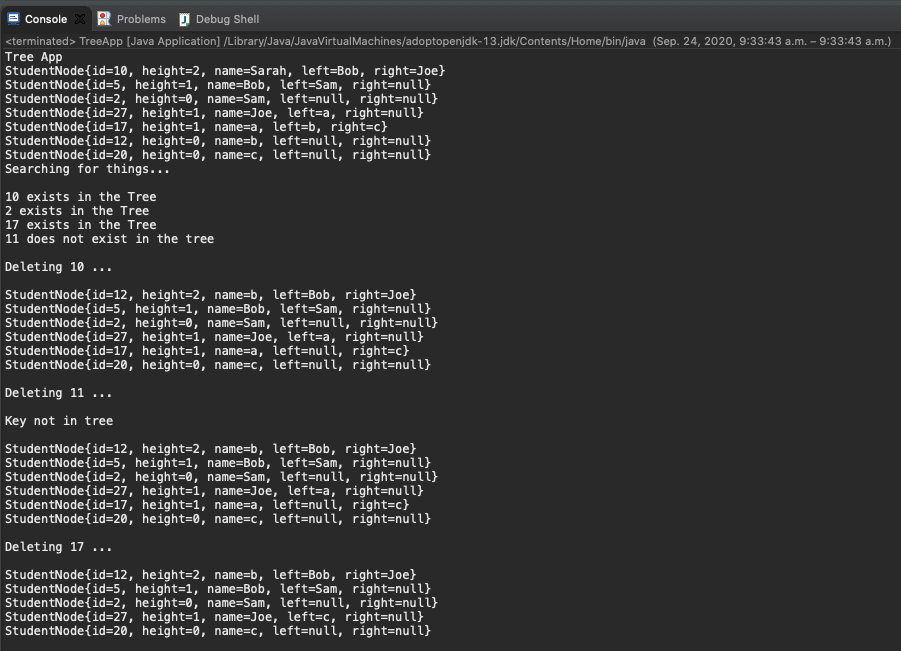 Console Problems Debug Shell
<terminated> TreeApp [Java Application] /Library/Java/JavaVirtualMachines/adoptopenjdk-13.jdk/Contents/Home/bin/java (Sep. 24, 2020, 9:33:43 a.m. – 9:33:43 a.m.)
Tree App
StudentNode{id=10, height=2, name=Sarah, left=Bob, right=Joe}
StudentNode{id=5, height=1, name=Bob, left=Sam, right=null}
StudentNode{id=2, height=0, name=Sam, left=null, right=null}
StudentNode{id=27, height=1, name=Joe, left=a, right=null}
StudentNode{id=17, height=1, name=a, left=b, right=c}
StudentNode{id=12, height=0, name=b, left=null, right=null}
StudentNode{id=20, height=0, name=c, left=null, right=null}
Searching for things...
10 exists in the Tree
2 exists in the Tree
17 exists in the Tree
11 does not exist in the tree
Deleting 10 ...
StudentNode{id=12, height=2, name=b, left=Bob, right=Joe}
StudentNode{id=5, height=1, name=Bob, left=Sam, right=null}
StudentNode{id=2, height=0, name=Sam, left=null, right=null}
StudentNode{id=27, height=1, name=Joe, left=a, right=null}
StudentNode{id=17, height=1, name=a, left=null, right=c}
StudentNode{id=20, height=0, name=c, left=null, right=null}
Deleting 11 ...
Key not in tree
StudentNode{id=12, height=2, name=b, left=Bob, right=Joe}
StudentNode{id=5, height=1, name=Bob, left=Sam, right=null}
StudentNode{id=2, height=0, name=Sam, left=null, right=null}
StudentNode{id=27, height=1, name=Joe, left=a, right=null}
StudentNode{id=17, height=1, name=a, left=null, right=c}
StudentNode{id=20, height=0, name=c, left=null, right=null}
Deleting 17 ...
StudentNode{id=12, height=2, name=b, left=Bob, right=Joe}
StudentNode{id=5, height=1, name=Bob, left=Sam, right=null}
StudentNode{id=2, height=0, name=Sam, left=null, right=null}
StudentNode{id=27, height=1, name=Joe, left=c, right=null}
StudentNode{id=20, height=0, name=c, left=null, right=null}